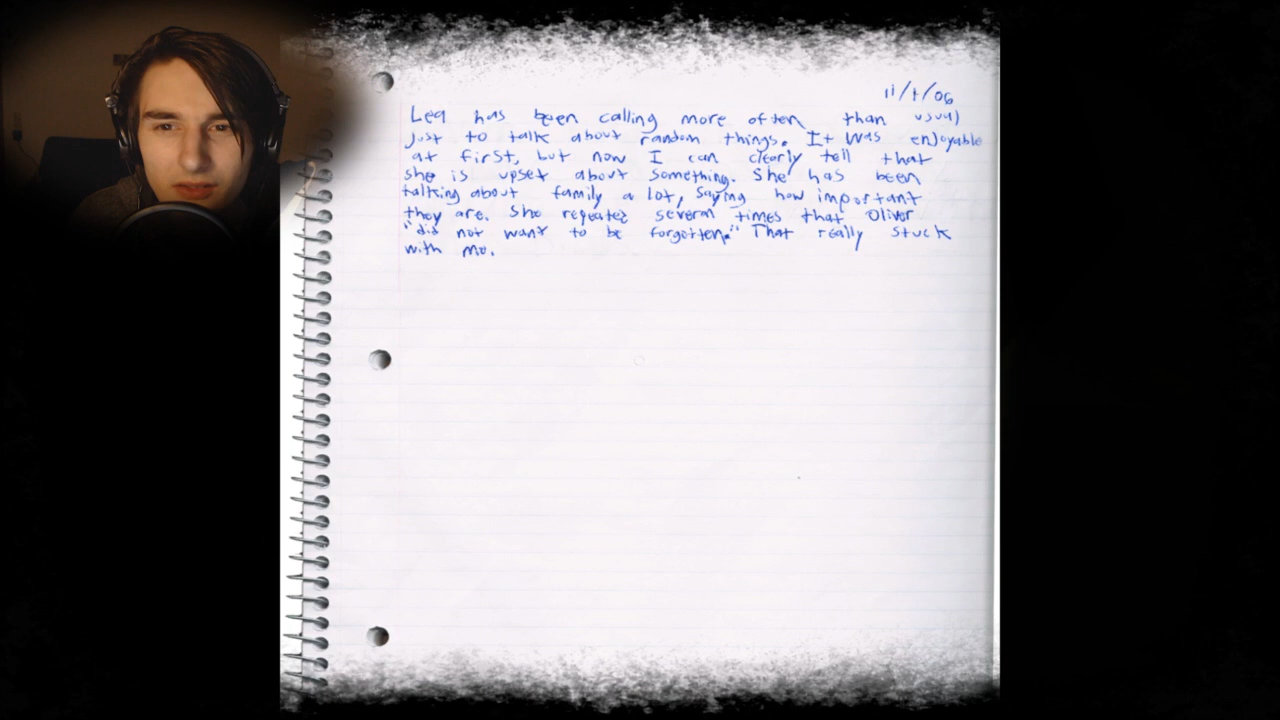 11/1/06
Lea has been calling more often than usual
just to talk about random things. It was enjoyable
at first, but now I can clearly tell that
she is upset about something. She has been
talking about family a lot, saying how important
they are. She repeated several times that Oliver
"did not want to be forgotten." That really stuck
with me.